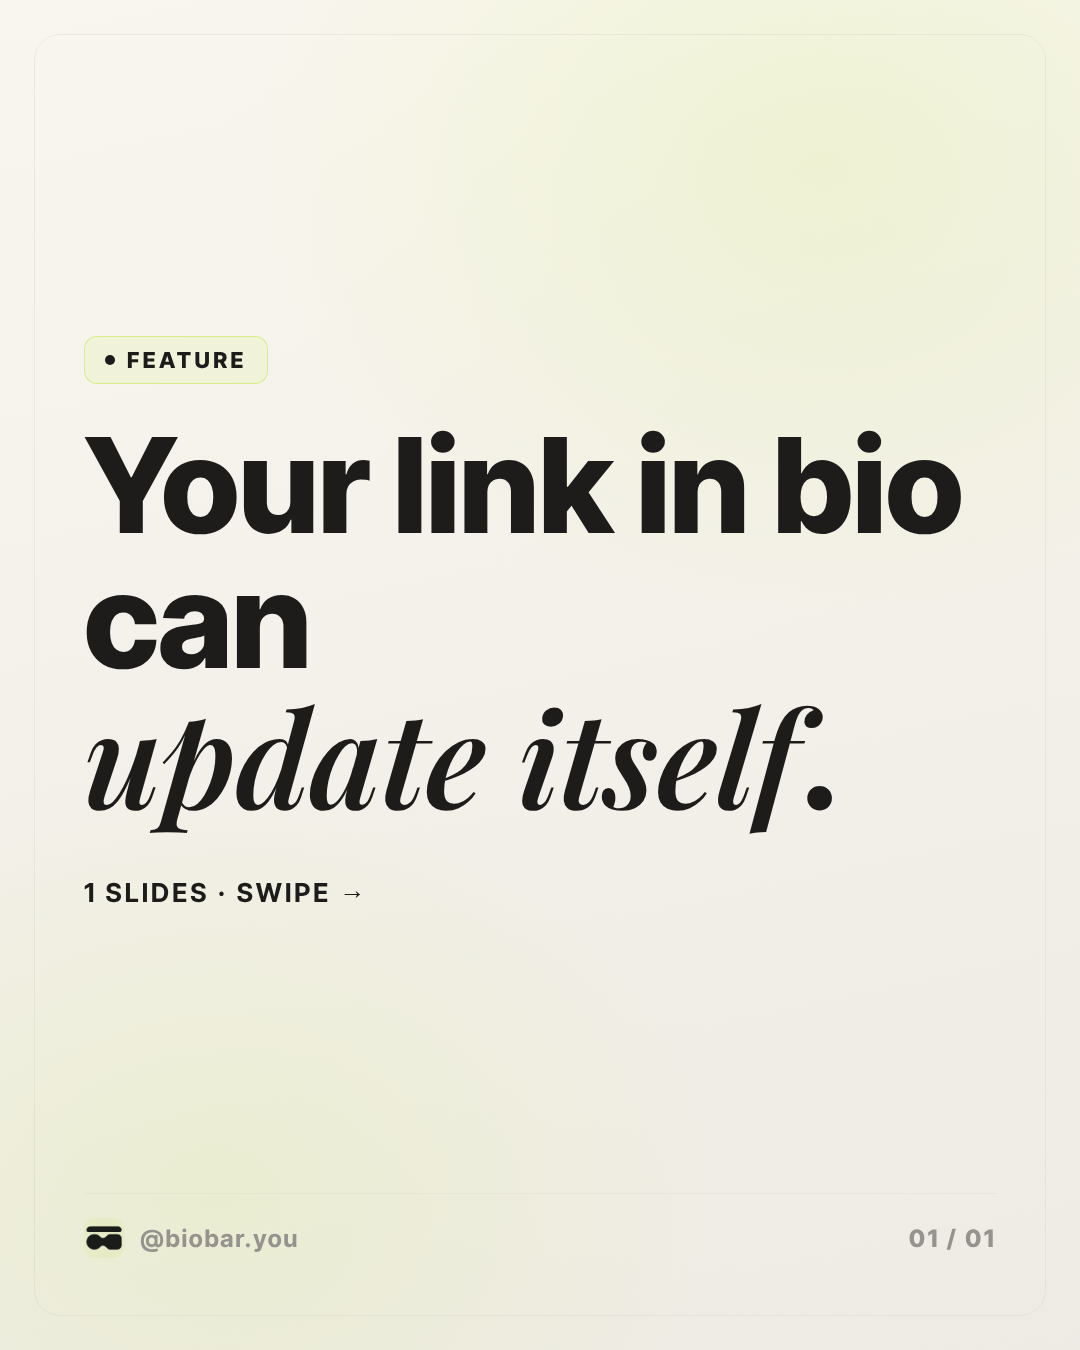 • FEATURE
Your link in bio
can
update itself.
1 SLIDES · SWIPE →
@biobar.you
01 / 01